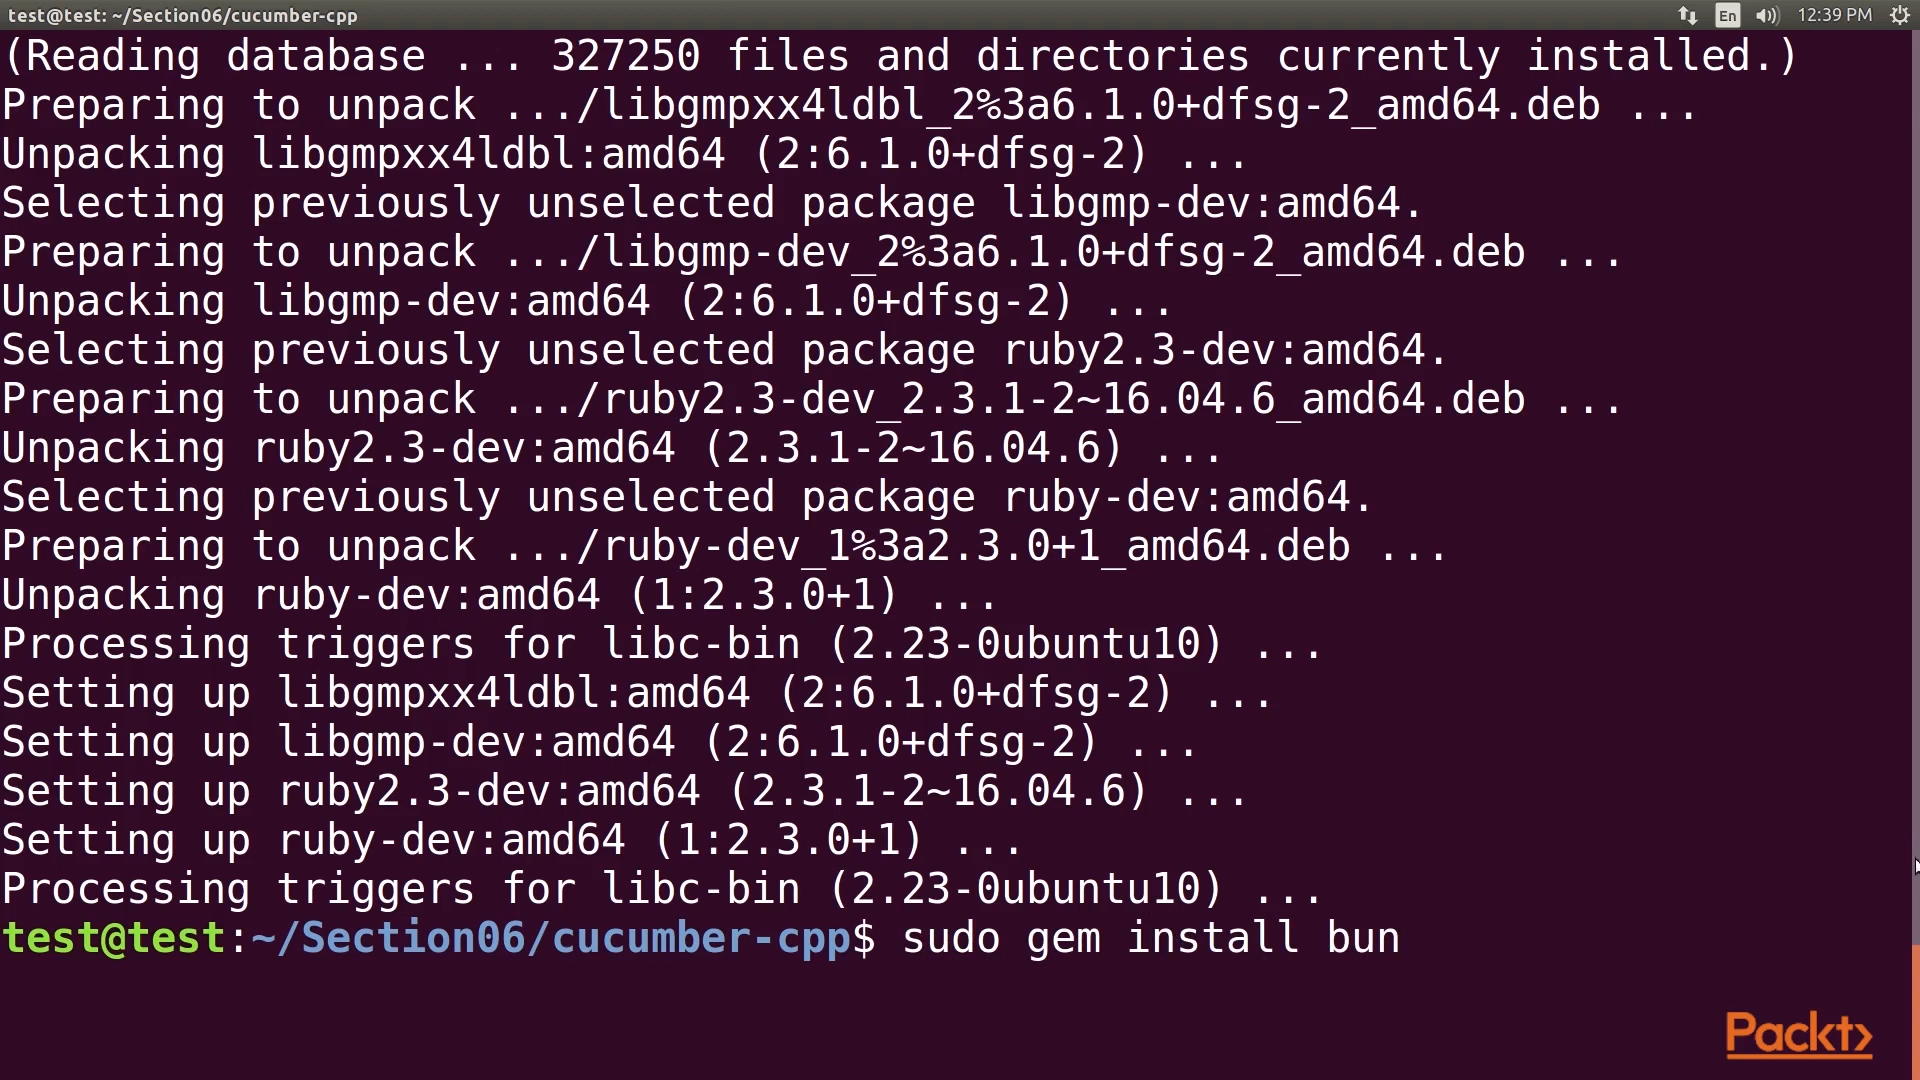 test@test: ~/Section06/cucumber-cpp
En
12:39 PM
(Reading database ... 327250 files and directories currently installed.)
Preparing to unpack .../libgmpxx4ldbl_2%3a6.1.0+dfsg-2_amd64.deb ...
Unpacking libgmpxx4ldbl:amd64 (2:6.1.0+dfsg-2) ...
Selecting previously unselected package libgmp-dev:amd64.
Preparing to unpack .../libgmp-dev_2%3a6.1.0+dfsg-2_amd64.deb ...
Unpacking libgmp-dev:amd64 (2:6.1.0+dfsg-2) ...
Selecting previously unselected package ruby2.3-dev:amd64.
Preparing to unpack .../ruby2.3-dev_2.3.1-2~16.04.6_amd64.deb ...
Unpacking ruby2.3-dev:amd64 (2.3.1-2~16.04.6) ...
Selecting previously unselected package ruby-dev:amd64.
Preparing to unpack .../ruby-dev_1%3a2.3.0+1_amd64.deb ...
Unpacking ruby-dev:amd64 (1:2.3.0+1) ...
Processing triggers for libc-bin (2.23-0ubuntu10) ...
Setting up libgmpxx4ldbl:amd64 (2:6.1.0+dfsg-2) ...
Setting up libgmp-dev:amd64 (2:6.1.0+dfsg-2) ...
Setting up ruby2.3-dev:amd64 (2.3.1-2~16.04.6) ...
Setting up ruby-dev:amd64 (1:2.3.0+1) ...
Processing triggers for libc-bin (2.23-0ubuntu10) ...
test@test:~/Section06/cucumber-cpp$ sudo gem install bun
Packt>